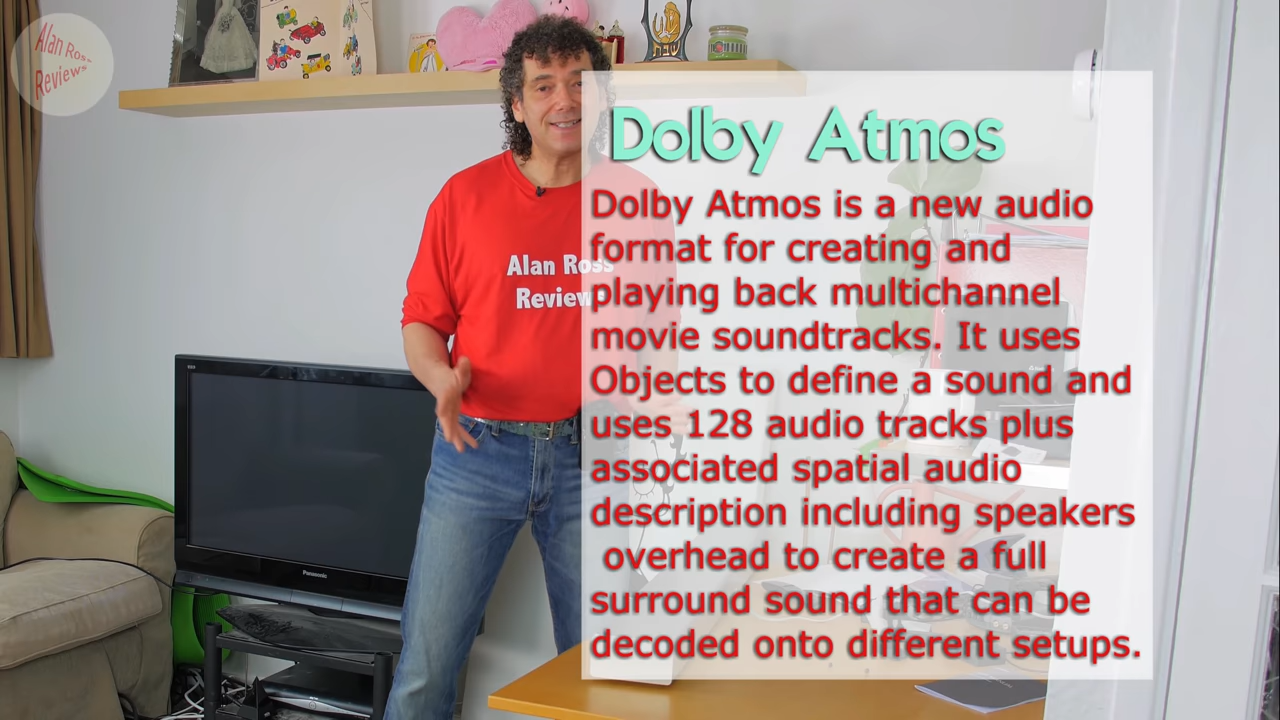 Alan Ross
Reviews
Dolby Atmos
Dolby Atmos is a new audio
format for creating and
playing back multichannel
movie soundtracks. It uses
Objects to define a sound and
uses 128 audio tracks plus
associated spatial audio
description including speakers
overhead to create a full
surround sound that can be
decoded onto different setups.
Alan Ross
Reviews
Panasonic
שבת